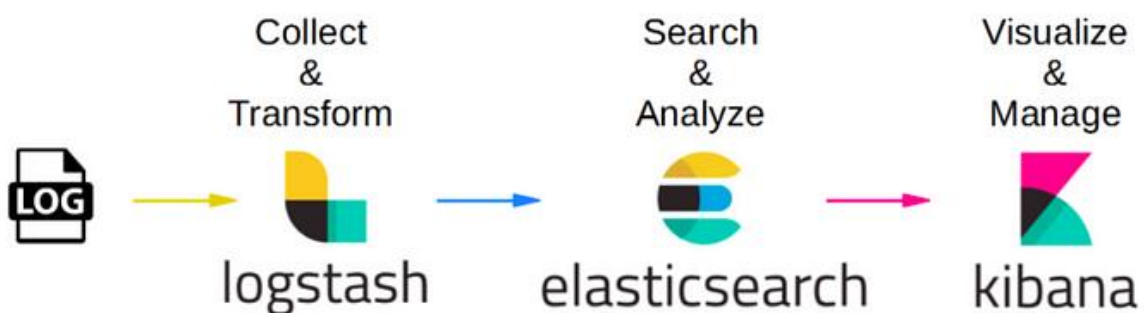 Collect
&
Transform
Search
&
Analyze
Visualize
&
Manage
LOG
logstash
elasticsearch
kibana